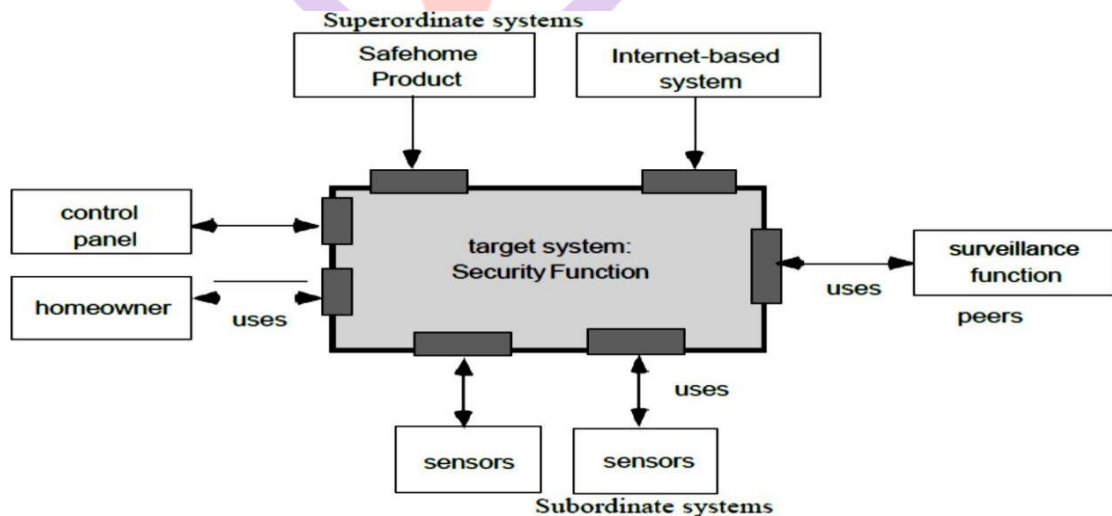 Superordinate systems
Safehome
Product
Internet-based
system
control
panel
target system:
Security Function
surveillance
function
homeowner
uses
uses
peers
uses
sensors
sensors
Subordinate systems